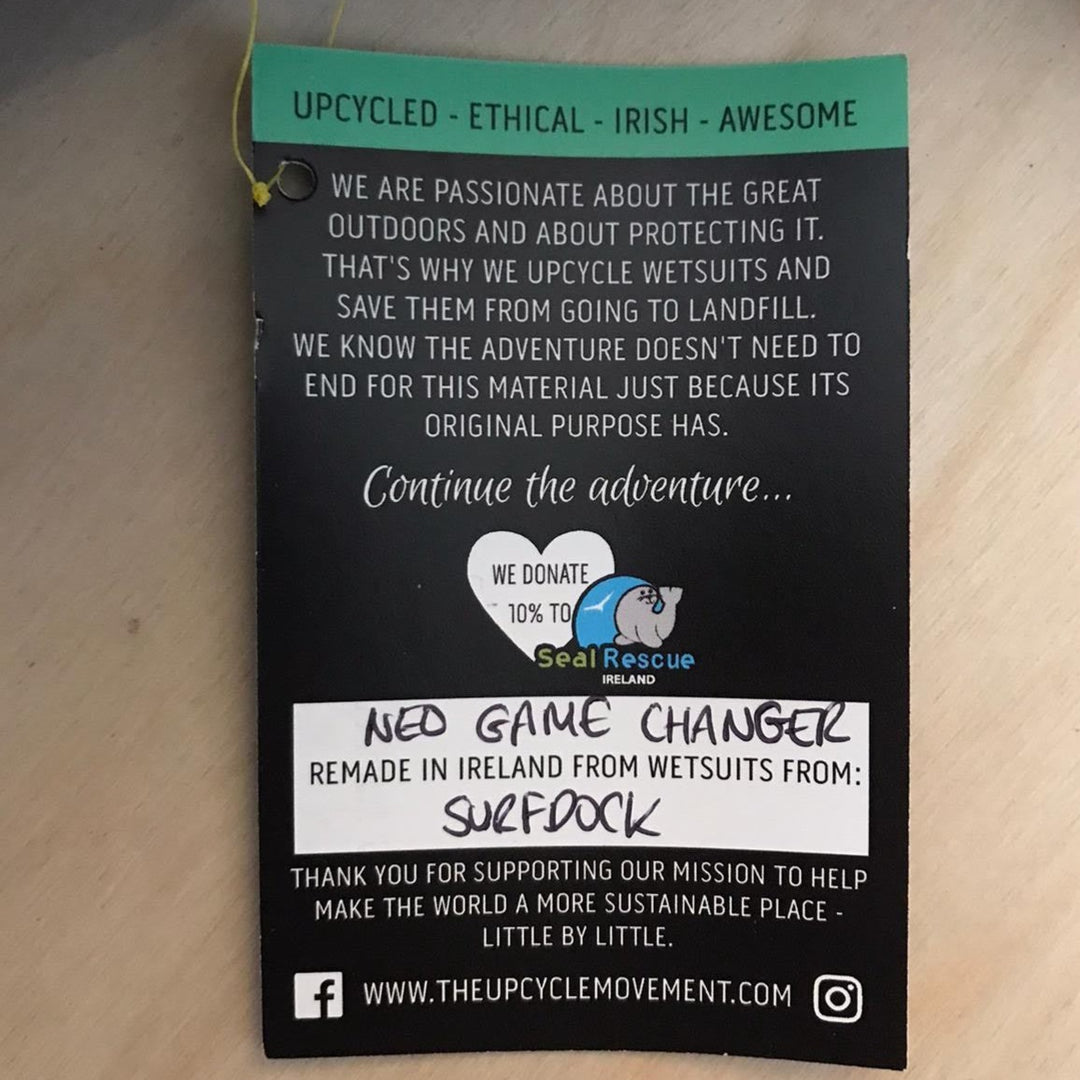 UPCYCLED - ETHICAL - IRISH - AWESOME
WE ARE PASSIONATE ABOUT THE GREAT
OUTDOORS AND ABOUT PROTECTING IT.
THAT'S WHY WE UPCYCLE WETSUITS AND
SAVE THEM FROM GOING TO LANDFILL.
WE KNOW THE ADVENTURE DOESN'T NEED TO
END FOR THIS MATERIAL JUST BECAUSE ITS
ORIGINAL PURPOSE HAS.
Continue the adventure...
WE DONATE
10% TO
Seal Rescue
IRELAND
NEO GAME CHANGER
REMADE IN IRELAND FROM WETSUITS FROM:
SURFDOCK
THANK YOU FOR SUPPORTING OUR MISSION TO HELP
MAKE THE WORLD A MORE SUSTAINABLE PLACE -
LITTLE BY LITTLE.
WWW.THEUPCYCLEMOVEMENT.COM